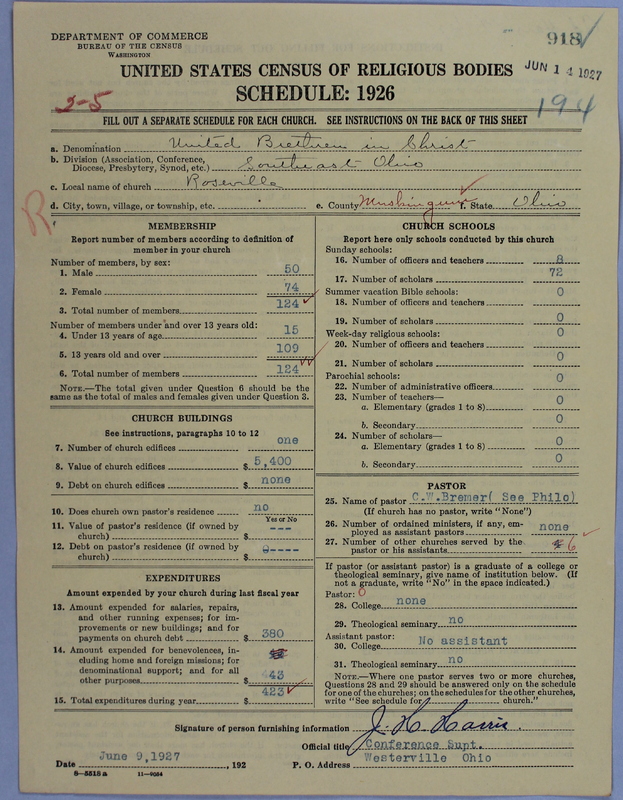 DEPARTMENT OF COMMERCE
BUREAU OF THE CENSUS
WASHINGTON
918
JUN 14 1927
UNITED STATES CENSUS OF RELIGIOUS BODIES
SCHEDULE: 1926
2-5
194
FILL OUT A SEPARATE SCHEDULE FOR EACH CHURCH. SEE INSTRUCTIONS ON THE BACK OF THIS SHEET
a. Denomination United Brethren in Christ
b. Division (Association, Conference, Diocese, Presbytery, Synod, etc.) Southeast Ohio
c. Local name of church Roseville
d. City, town, village, or township, etc. e. County Muskingum f. State Ohio
R
MEMBERSHIP
Report number of members according to definition of
member in your church
Number of members, by sex:
1. Male 50
2. Female 74
3. Total number of members 124
Number of members under and over 13 years old:
4. Under 13 years of age 15
5. 13 years old and over 109
6. Total number of members 124
NOTE.—The total given under Question 6 should be
same as the total of males and females given under Question 3.
CHURCH BUILDINGS
See instructions, paragraphs 10 to 12
7. Number of church edifices one
8. Value of church edifices $ 5,400
9. Debt on church edifices $ none
10. Does church own pastor's residence no
Yes or No
11. Value of pastor's residence (if owned by
church) $ ---
12. Debt on pastor's residence (if owned by
church) $ 0----
EXPENDITURES
Amount expended by your church during last fiscal year
13. Amount expended for salaries, repairs,
and other running expenses; for im-
provements or new buildings; and for
payments on church debt $ 380
14. Amount expended for benevolences, in-
cluding home and foreign missions; for
denominational support; and for all
other purposes $ 43
15. Total expenditures during year $ 423
CHURCH SCHOOLS
Report here only schools conducted by this church
Sunday schools:
16. Number of officers and teachers 8
17. Number of scholars 72
Summer vacation Bible schools:
18. Number of officers and teachers 0
19. Number of scholars 0
Week-day religious schools:
20. Number of officers and teachers 0
21. Number of scholars 0
Parochial schools:
22. Number of administrative officers 0
23. Number of teachers—
a. Elementary (grades 1 to 8) 0
b. Secondary 0
24. Number of scholars—
a. Elementary (grades 1 to 8) 0
b. Secondary 0
PASTOR
25. Name of pastor C.W.Bremer( See Philo)
(If church has no pastor, write "None")
26. Number of ordained ministers, if any, em-
ployed as assistant pastors none
27. Number of other churches served by the
pastor or his assistants 6
If pastor (or assistant pastor) is a graduate of a college or
theological seminary, give name of institution below. (If
not a graduate, write "No" in the space indicated.)
Pastor: 0
28. College none
29. Theological seminary no
Assistant pastor:
30. College No assistant
31. Theological seminary no
NOTE.—Where one pastor serves two or more churches,
Questions 28 and 29 should be answered only on the schedule
for one of the churches; on the schedules for the other churches,
write "See schedule for church."
Signature of person furnishing information J. H. Harris.
Official title Conference Supt.
Date June 9,1927, 192 P. O. Address Westerville Ohio
8-5518 a 11-9054